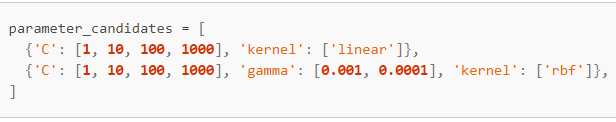 parameter_candidates = [
  {'C': [1, 10, 100, 1000], 'kernel': ['linear']},
  {'C': [1, 10, 100, 1000], 'gamma': [0.001, 0.0001], 'kernel': ['rbf']},
]